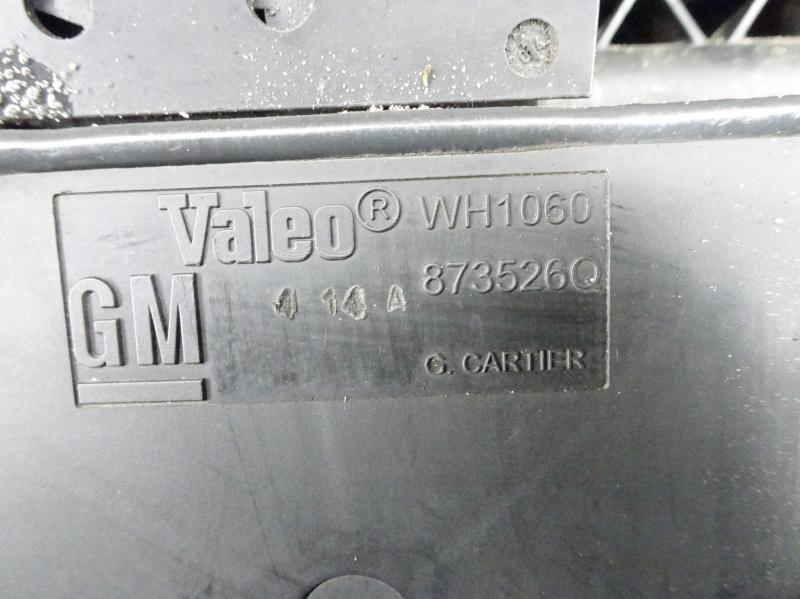 Valeo® WH1060
GM 4 14 A 873526Q
G. CARTIER